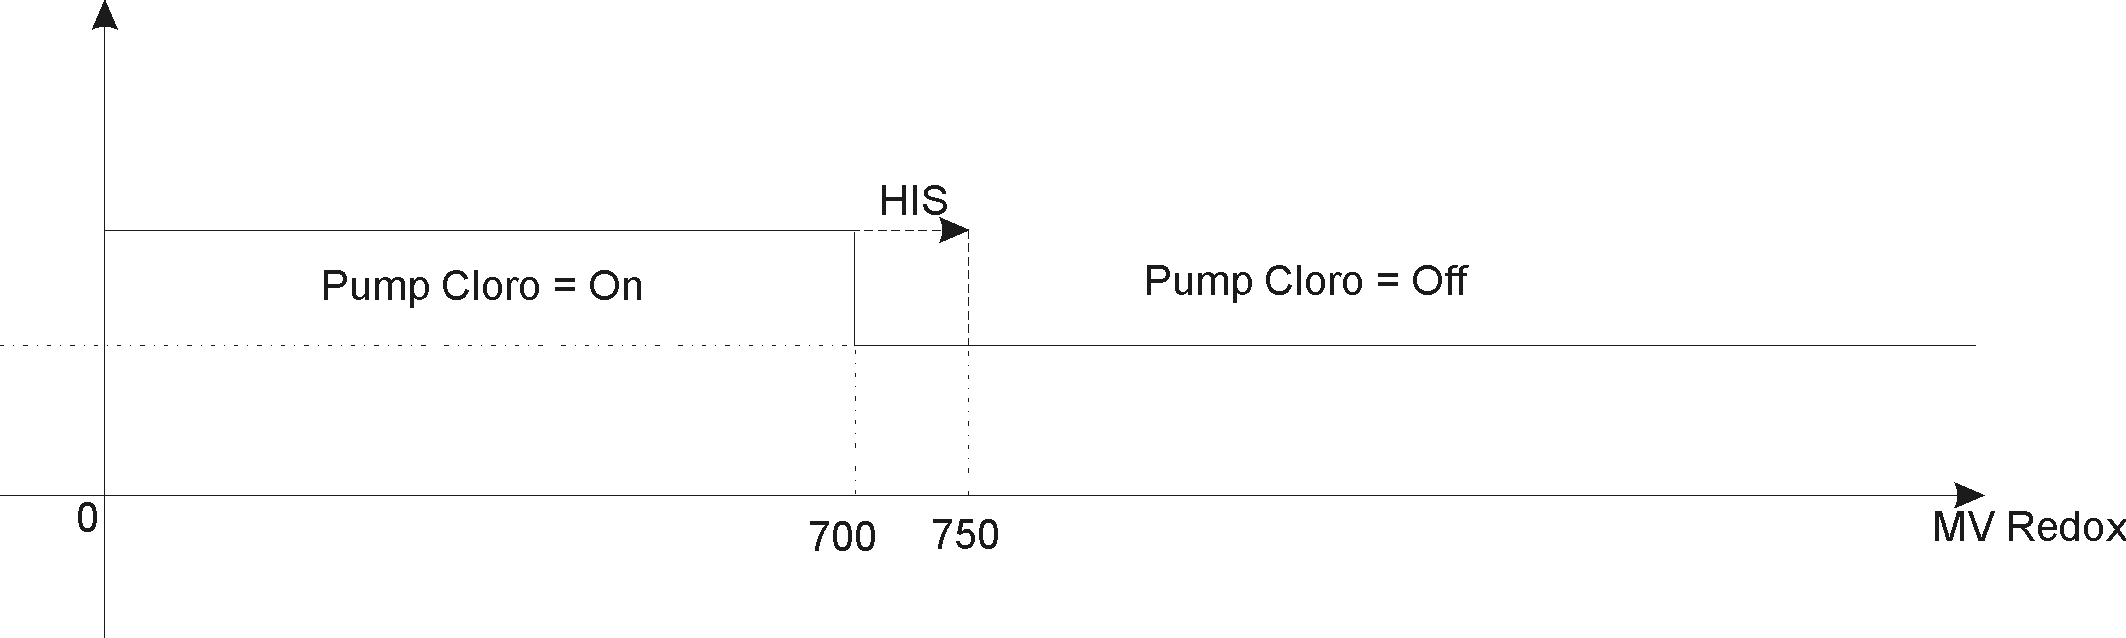 HIS
Pump Cloro = On
Pump Cloro = Off
0
700
750
MV Redox